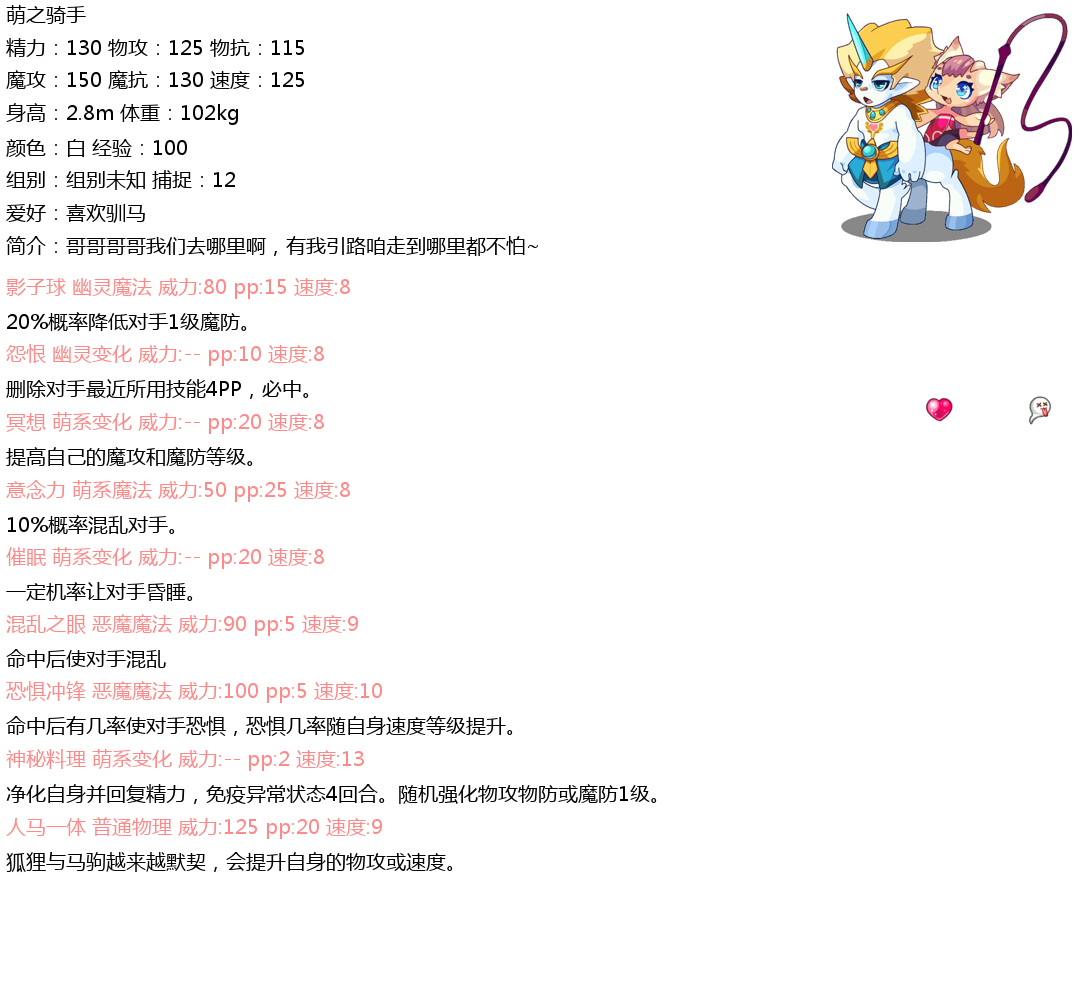 萌之骑手
精力：130 物攻：125 物抗：115
魔攻：150 魔抗：130 速度：125
身高：2.8m 体重：102kg
颜色：白 经验：100
组别：组别未知 捕捉：12
爱好：喜欢驯马
简介：哥哥哥哥我们去哪里啊，有我引路咱走到哪里都不怕~
影子球 幽灵魔法 威力:80 pp:15 速度:8
20%概率降低对手1级魔防。
怨恨 幽灵变化 威力:-- pp:10 速度:8
删除对手最近所用技能4PP，必中。
冥想 萌系变化 威力:-- pp:20 速度:8
提高自己的魔攻和魔防等级。
意念力 萌系魔法 威力:50 pp:25 速度:8
10%概率混乱对手。
催眠 萌系变化 威力:-- pp:20 速度:8
一定机率让对手昏睡。
混乱之眼 恶魔魔法 威力:90 pp:5 速度:9
命中后使对手混乱
恐惧冲锋 恶魔魔法 威力:100 pp:5 速度:10
命中后有几率使对手恐惧，恐惧几率随自身速度等级提升。
神秘料理 萌系变化 威力:-- pp:2 速度:13
净化自身并回复精力，免疫异常状态4回合。随机强化物攻物防或魔防1级。
人马一体 普通物理 威力:125 pp:20 速度:9
狐狸与马驹越来越默契，会提升自身的物攻或速度。